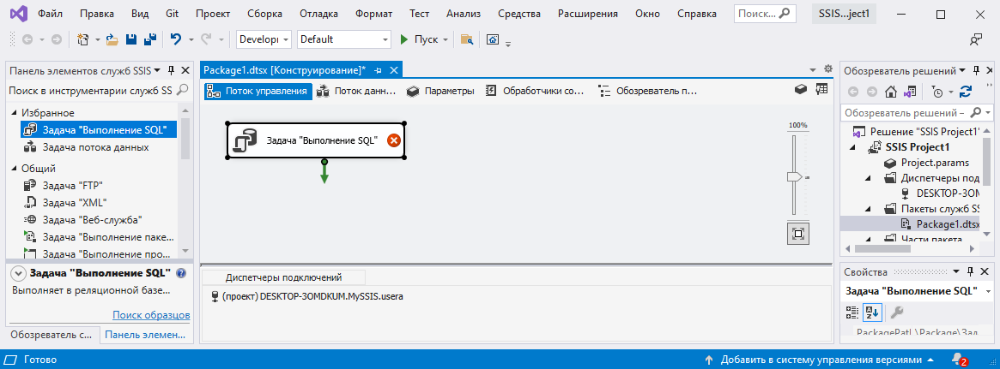 Файл Правка Вид Git Проект Сборка Отладка Формат Тест Анализ Средства Расширения Окно Справка Поиск... SSIS...ject1
Develop Default Пуск
Панель элементов служб SSIS
Поиск в инструментарии служб SS
Избранное
Задача "Выполнение SQL"
Задача потока данных
Общий
Задача "FTP"
Задача "XML"
Задача "Веб-служба"
Задача "Выполнение паке...
Задача "Выполнение про...
Задача "Выполнение SQL"
Выполняет в реляционной базе...
Поиск образцов
Обозреватель с... Панель элемен...
Package1.dtsx [Конструирование]*
Поток управления Поток данн... Параметры Обработчики со... Обозреватель п...
Задача "Выполнение SQL"
100%
Диспетчеры подключений
(проект) DESKTOP-3OMDKUM.MySSIS.usera
Обозреватель решений
Обозреватель решений –
Решение "SSIS Project1"
SSIS Project1
Project.params
Диспетчеры под
DESKTOP-3OM
Пакеты служб SS
Package1.dtsx
Части пакета
Свойства
Задача "Выполнение SQL"
Готово Добавить в систему управления версиями 2